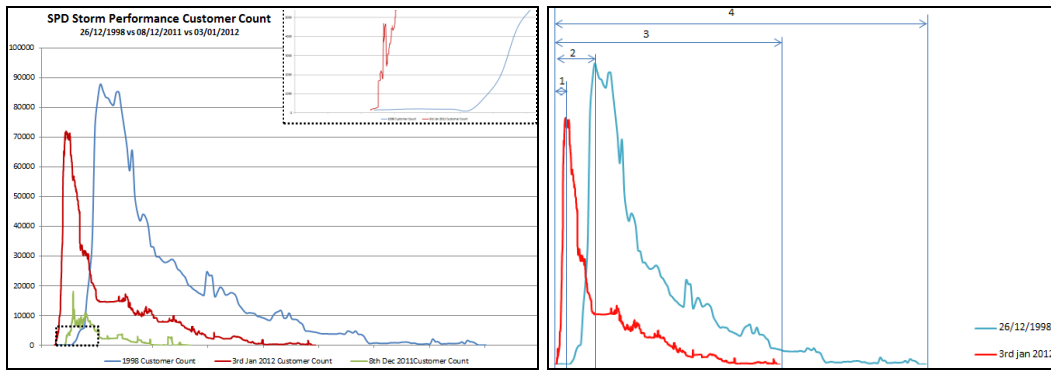 SPD Storm Performance Customer Count
26/12/1998 vs 08/12/2011 vs 03/01/2012
100000
90000
80000
70000
60000
50000
40000
30000
20000
10000
0
1998 Customer Count
3rd Jan 2012 Customer Count
8th Dec 2011Customer Count
4
3
2
1
26/12/1998
3rd jan 2012